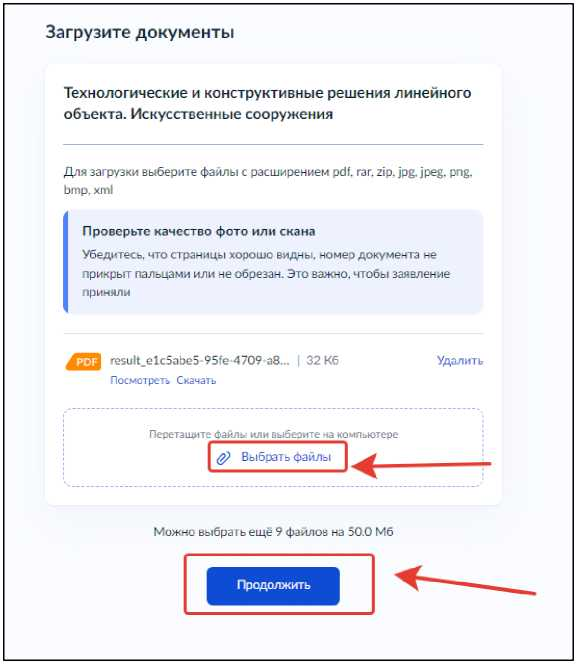 Загрузите документы
Технологические и конструктивные решения линейного
объекта. Искусственные сооружения
Для загрузки выберите файлы с расширением pdf, rar, zip, jpg, jpeg, png,
bmp, xml
Проверьте качество фото или скана
Убедитесь, что страницы хорошо видны, номер документа не
прикрыт пальцами или не обрезан. Это важно, чтобы заявление
приняли
PDF result_e1c5abe5-95fe-4709-a8... | 32 Кб Удалить
Посмотреть Скачать
Перетащите файлы или выберите на компьютере
Выбрать файлы
Можно выбрать ещё 9 файлов на 50.0 Мб
Продолжить